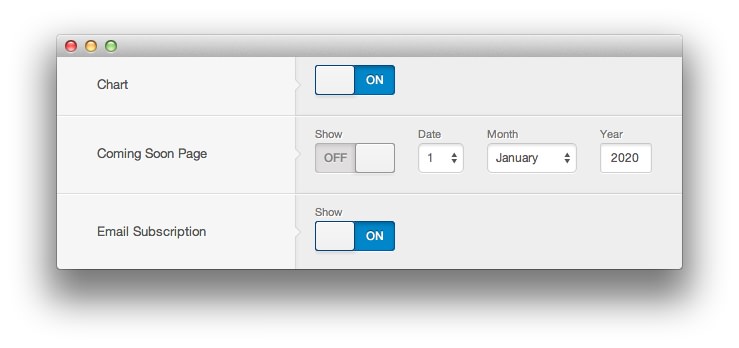 Chart
ON
Show Date Month Year
Coming Soon Page
OFF 1 January 2020
Show
Email Subscription
ON